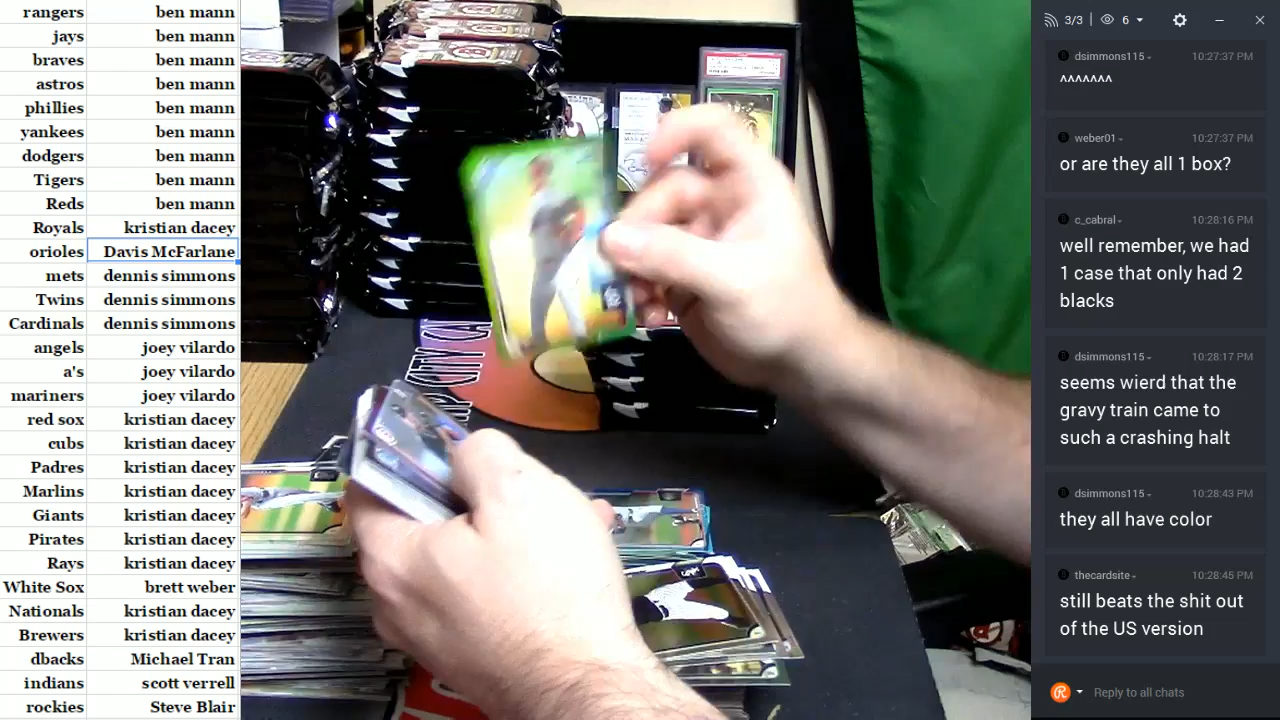 rangers ben mann
jays ben mann
braves ben mann
astros ben mann
phillies ben mann
yankees ben mann
dodgers ben mann
Tigers ben mann
Reds ben mann
Royals kristian dacey
orioles Davis McFarlane
mets dennis simmons
Twins dennis simmons
Cardinals dennis simmons
angels joey vilardo
a's joey vilardo
mariners joey vilardo
red sox kristian dacey
cubs kristian dacey
Padres kristian dacey
Marlins kristian dacey
Giants kristian dacey
Pirates kristian dacey
Rays kristian dacey
White Sox brett weber
Nationals kristian dacey
Brewers kristian dacey
dbacks Michael Tran
indians scott verrell
rockies Steve Blair
CITY
3/3 6
dsimmons115 10:27:37 PM
^^^^^^^
weber01 10:27:37 PM
or are they all 1 box?
c_cabral 10:28:16 PM
well remember, we had
1 case that only had 2
blacks
dsimmons115 10:28:17 PM
seems wierd that the
gravy train came to
such a crashing halt
dsimmons115 10:28:43 PM
they all have color
thecardsite 10:28:45 PM
still beats the shit out
of the US version
Reply to all chats